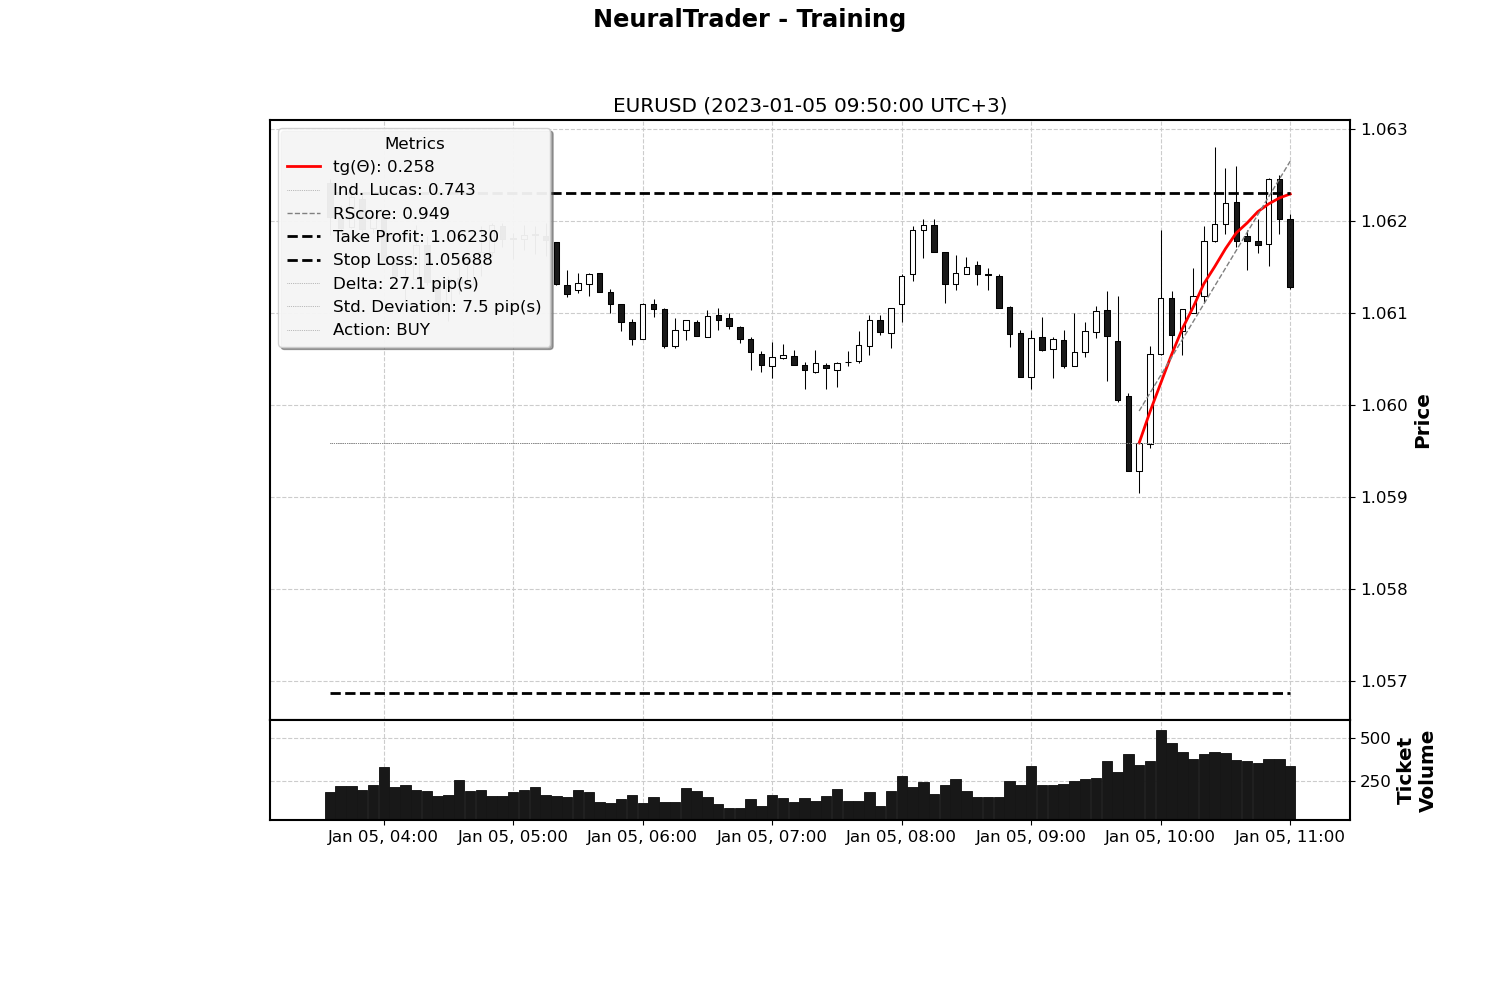 NeuralTrader - Training
EURUSD (2023-01-05 09:50:00 UTC+3)
Metrics
tg(Θ): 0.258
Ind. Lucas: 0.743
RScore: 0.949
Take Profit: 1.06230
Stop Loss: 1.05688
Delta: 27.1 pip(s)
Std. Deviation: 7.5 pip(s)
Action: BUY
1.063
1.062
1.061
1.060
1.059
1.058
1.057
Price
500
250
Ticket
Volume
Jan 05, 04:00
Jan 05, 05:00
Jan 05, 06:00
Jan 05, 07:00
Jan 05, 08:00
Jan 05, 09:00
Jan 05, 10:00
Jan 05, 11:00